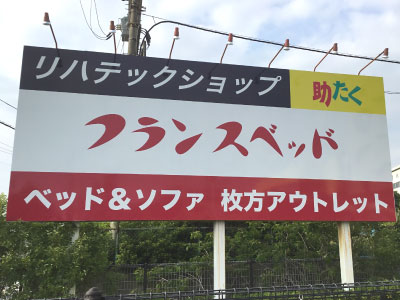 リハテックショップ 助たく
フランスベッド
ベッド&ソファ 枚方アウトレット